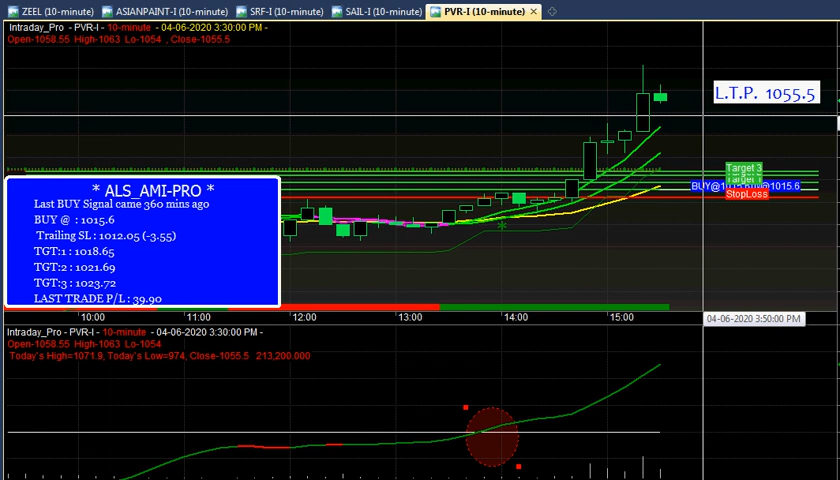 ZEEL (10-minute) ASIANPAINT-I (10-minute) SRF-I (10-minute) SAIL-I (10-minute) PVR-I (10-minute)
Intraday_Pro - PVR-I - 10-minute - 04-06-2020 3:30:00 PM -
Open-1058.55 High-1063 Lo-1054 , Close-1055.5
L.T.P. 1055.5
Target 3
BUY@1015.6
StopLoss
* ALS_AMI-PRO *
Last BUY Signal came 360 mins ago
BUY @ : 1015.6
Trailing SL : 1012.05 (-3.55)
TGT:1 : 1018.65
TGT:2 : 1021.69
TGT:3 : 1023.72
LAST TRADE P/L : 39.90
10:00 11:00 12:00 13:00 14:00 15:00 04-06-2020 3:50:00 PM
Intraday_Pro - PVR-I - 10-minute - 04-06-2020 3:30:00 PM -
Open-1058.55 High-1063 Lo-1054
Today's High=1071.9, Today's Low=974, Close-1055.5 213,200.000